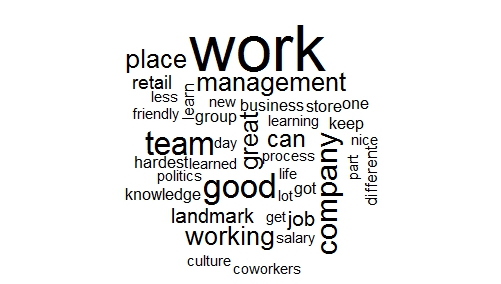 work
place
management
retail
less
learn
new
business
store
one
friendly
group
learning
keep
team
day
great
can
company
nice
process
different
part
hardest
learned
life
politics
good
got
knowledge
lot
landmark
get
job
working
salary
culture
coworkers